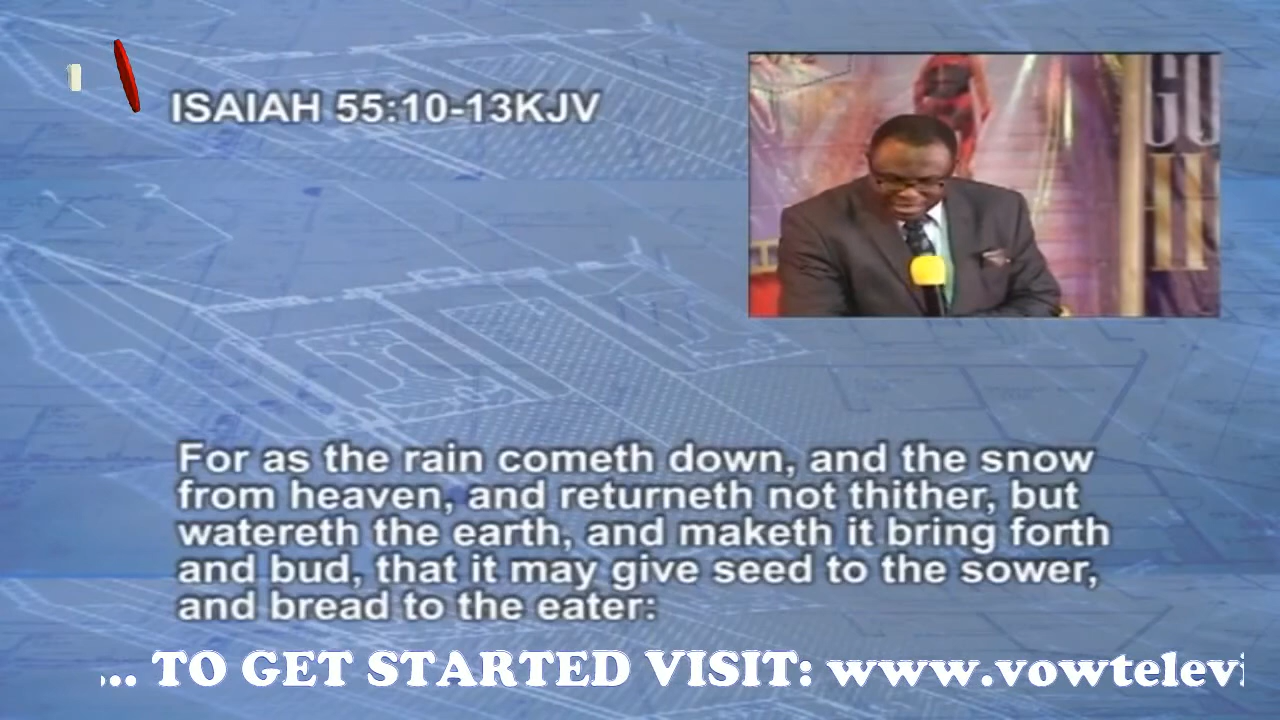 ISAIAH 55:10-13KJV
GO
For as the rain cometh down, and the snow
from heaven, and returneth not thither, but
watereth the earth, and maketh it bring forth
and bud, that it may give seed to the sower,
and bread to the eater:
... TO GET STARTED VISIT: www.vowtelevi